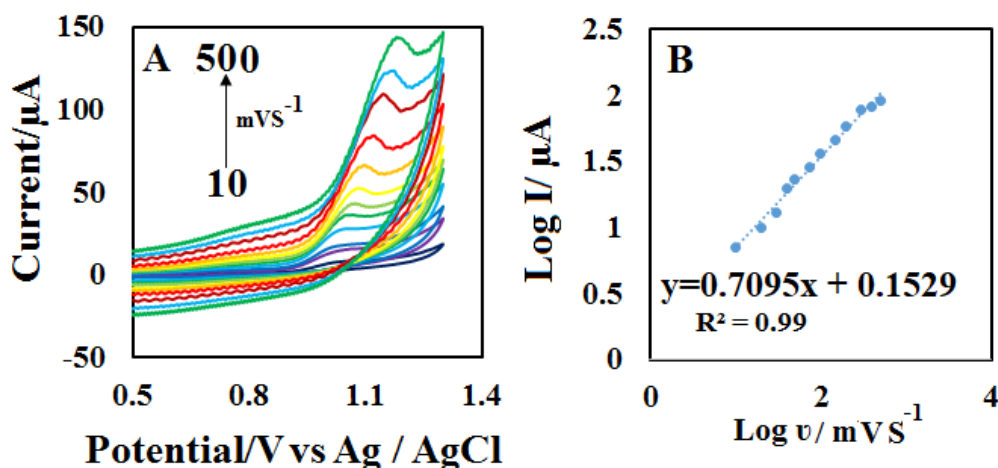 A
500
mVS⁻¹
10
150
100
50
0
-50
0.5
0.8
1.1
1.4
Current/µA
Potential/V vs Ag / AgCl
B
2.5
2
1.5
1
0.5
0
0
2
4
Log I/ µA
y=0.7095x + 0.1529
R² = 0.99
Log υ/ mVS⁻¹